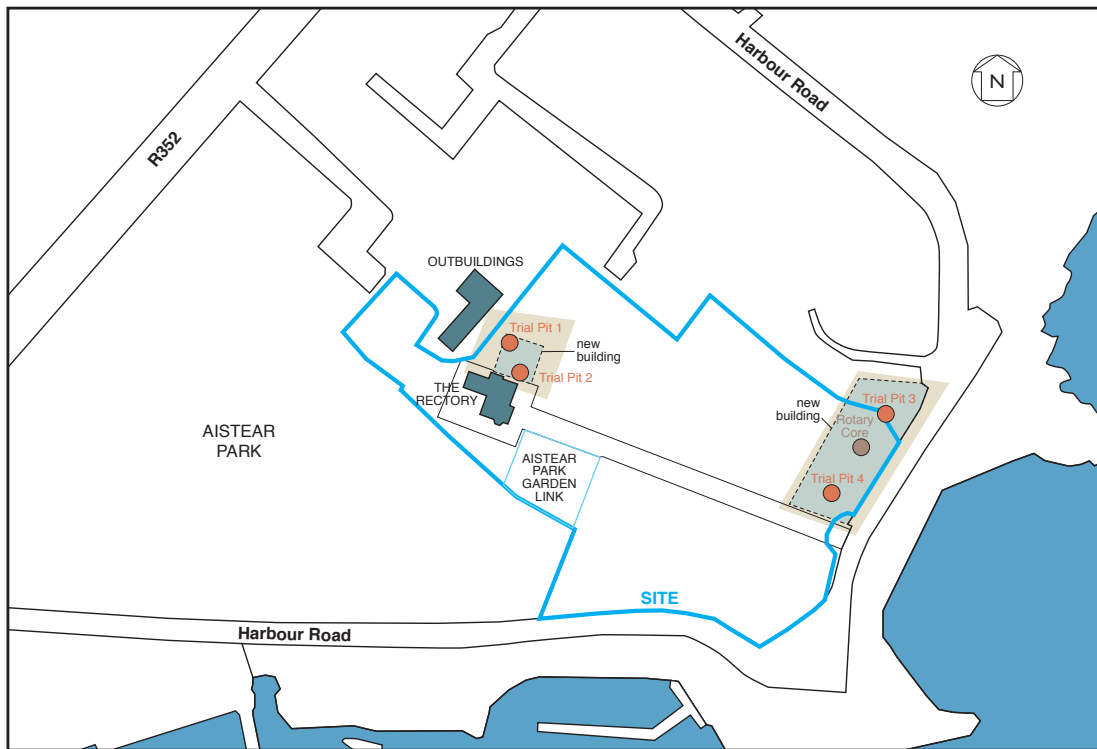 Harbour Road
N
R352
OUTBUILDINGS
Trial Pit 1
new
building
Trial Pit 2
THE
RECTORY
Trial Pit 3
new
building
Rotary
Core
Trial Pit 4
AISTEAR
PARK
AISTEAR
PARK
GARDEN
LINK
SITE
Harbour Road